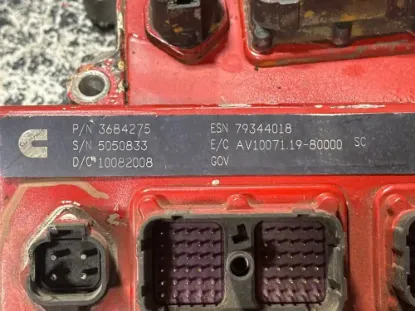 P/N 3684275
S/N 5050833
D/C 10082008
ESN 79344018
E/C AV10071.19-80000 SC
GOV